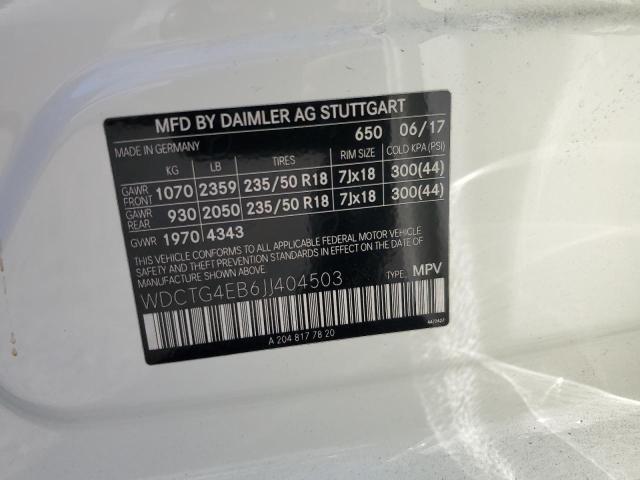 MFD BY DAIMLER AG STUTTGART
MADE IN GERMANY 650 06/17
KG LB TIRES RIM SIZE COLD KPA (PSI)
GAWR FRONT 1070 2359 235/50 R18 7Jx18 300(44)
GAWR REAR 930 2050 235/50 R18 7Jx18 300(44)
GVWR 1970 4343
THIS VEHICLE CONFORMS TO ALL APPLICABLE FEDERAL MOTOR VEHICLE
SAFETY STANDARDS IN EFFECT ON THE DATE OF MANUFACTURE SHOWN ABOVE.
WDCTG4EB6JJ404503 TYPE: MPV
A 204 817 78 20